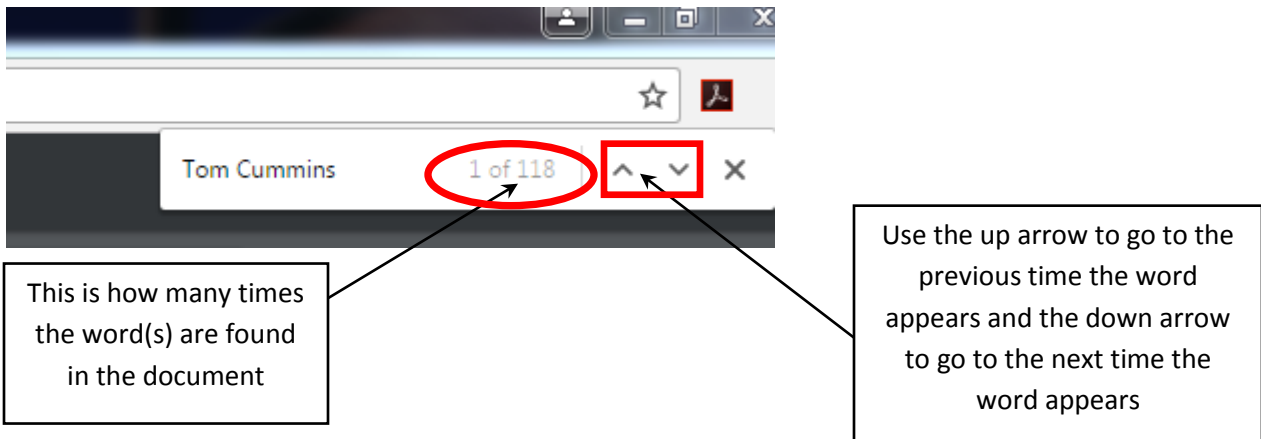 Tom Cummins 1 of 118
This is how many times
the word(s) are found
in the document
Use the up arrow to go to the
previous time the word
appears and the down arrow
to go to the next time the
word appears